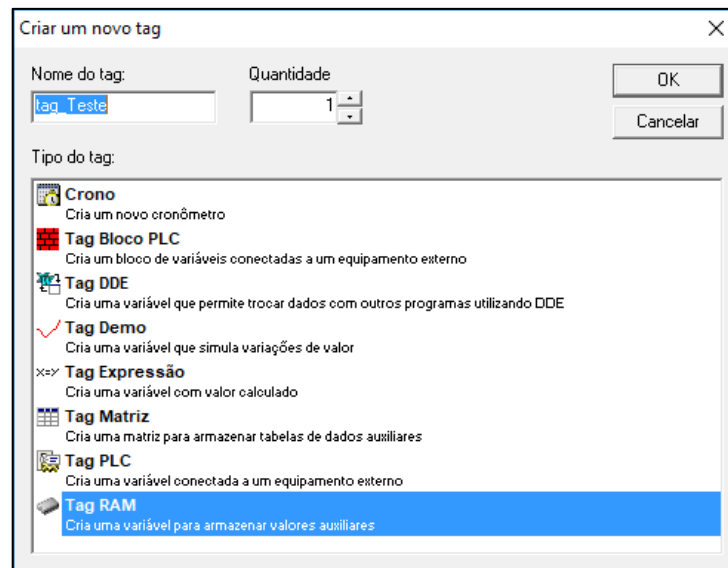 Criar um novo tag
Nome do tag:
Quantidade
tag_Teste
1
OK
Cancelar
Tipo do tag:
Crono
Cria um novo cronômetro
Tag Bloco PLC
Cria um bloco de variáveis conectadas a um equipamento externo
Tag DDE
Cria uma variável que permite trocar dados com outros programas utilizando DDE
Tag Demo
Cria uma variável que simula variações de valor
x=y Tag Expressão
Cria uma variável com valor calculado
Tag Matriz
Cria uma matriz para armazenar tabelas de dados auxiliares
Tag PLC
Cria uma variável conectada a um equipamento externo
Tag RAM
Cria uma variável para armazenar valores auxiliares